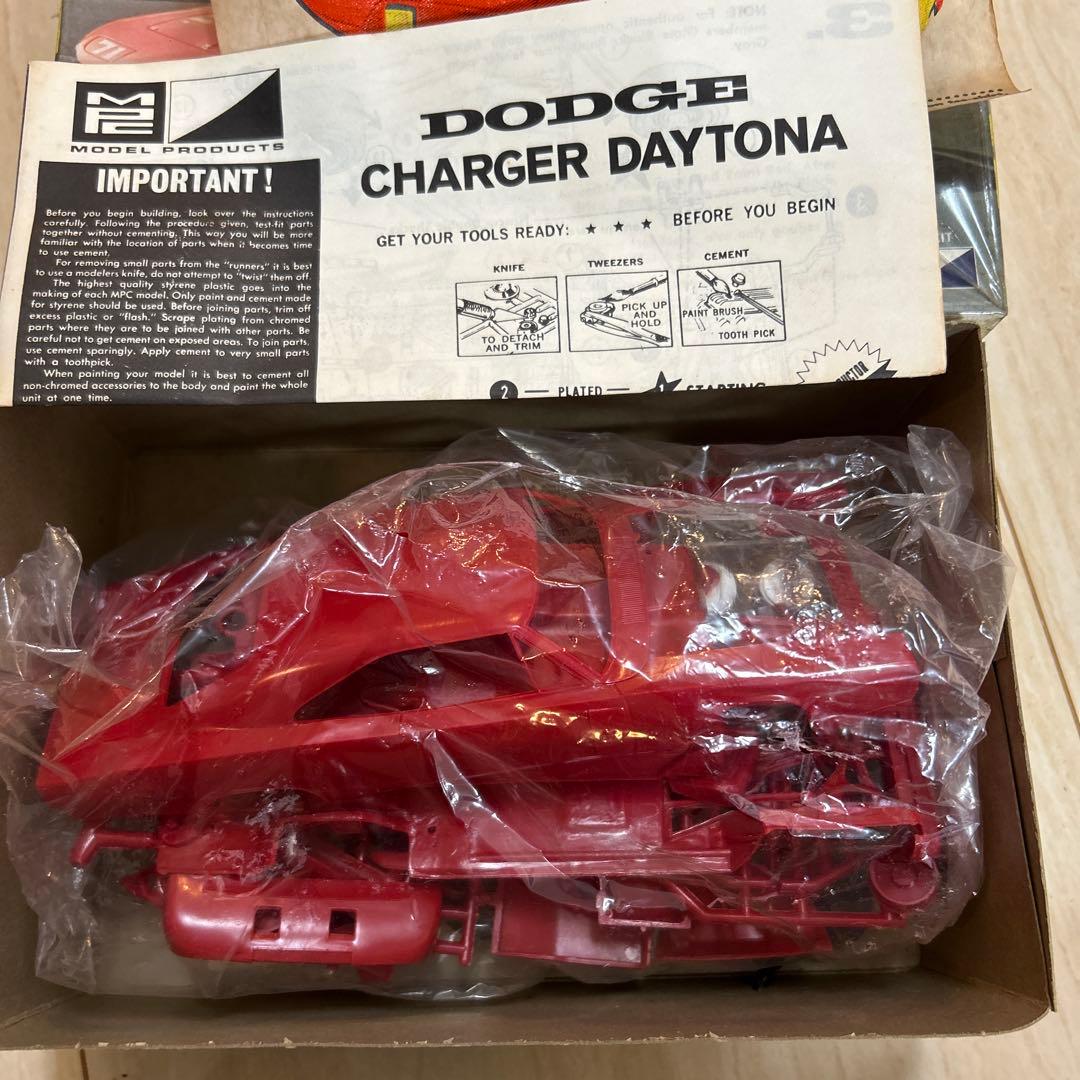 MPC
MODEL PRODUCTS
DODGE
CHARGER DAYTONA
IMPORTANT!
Before you begin building, look over the instructions
carefully. Following the procedure given, test-fit parts
together without cementing. This way you will be more
familiar with the location of parts when it becomes time
to use cement.
For removing small parts from the "runners" it is best
to use a modelers knife, do not attempt to "twist" them off.
The highest quality styrene plastic goes into the
making of each MPC model. Only paint and cement made
for styrene should be used. Before joining parts, trim off
excess plastic or "flash." Scrape plating from chromed
parts where they are to be joined with other parts. Be
careful not to get cement on exposed areas. To join parts,
use cement sparingly. Apply cement to very small parts
with a toothpick.
When painting your model it is best to cement all
non-chromed accessories to the body and paint the whole
unit at one time.
GET YOUR TOOLS READY: ★ ★ ★ BEFORE YOU BEGIN
KNIFE
TO DETACH
AND TRIM
TWEEZERS
PICK UP
AND
HOLD
CEMENT
PAINT BRUSH
TOOTH PICK
2 — PLATED — ★ STARTING
71